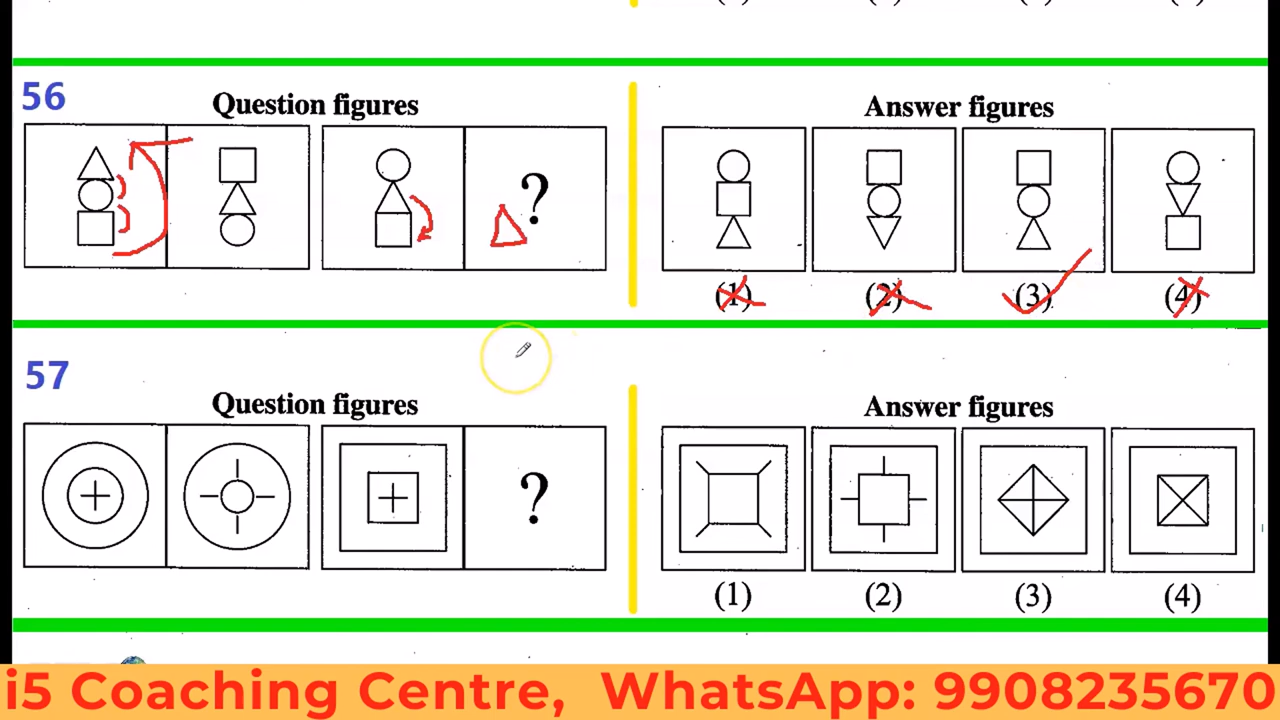 56
Question figures
Answer figures
?
(1) (2) (3) (4)
57
Question figures
Answer figures
?
(1) (2) (3) (4)
i5 Coaching Centre, WhatsApp: 9908235670